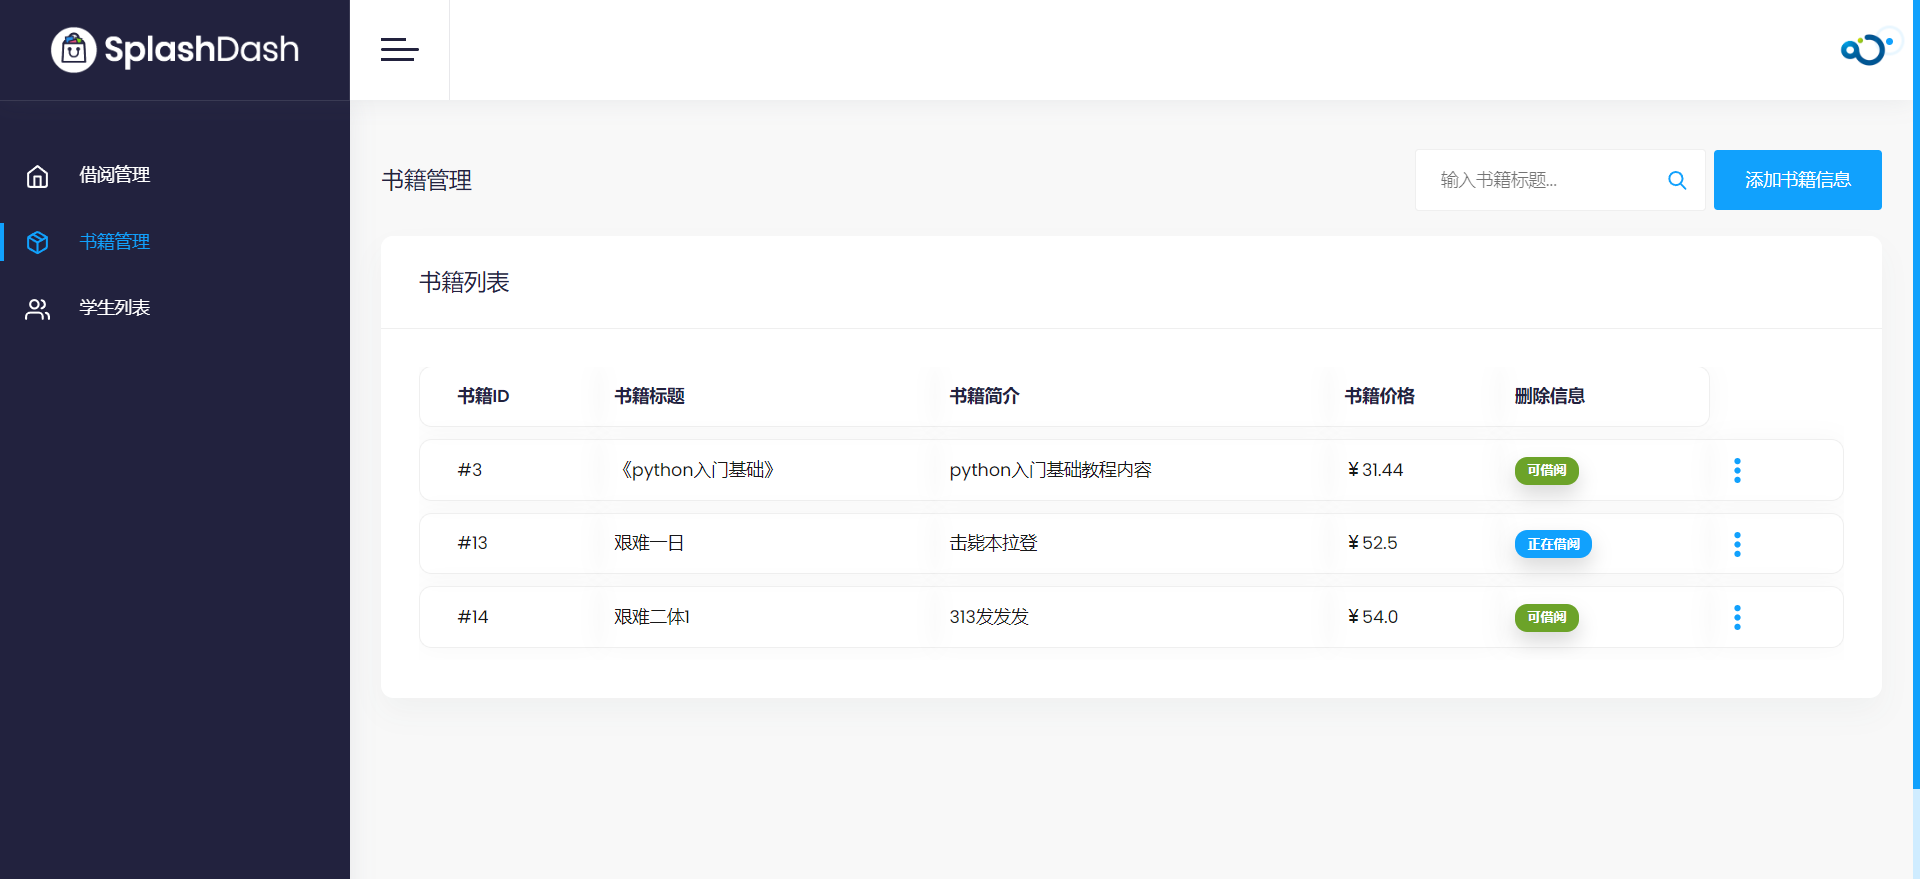 SplashDash
借阅管理
书籍管理
学生列表
书籍管理
输入书籍标题...
添加书籍信息
书籍列表
书籍ID 书籍标题 书籍简介 书籍价格 删除信息
#3 《python入门基础》 python入门基础教程内容 ¥31.44 可借阅
#13 艰难一日 击毙本拉登 ¥52.5 正在借阅
#14 艰难二体1 313发发发 ¥54.0 可借阅